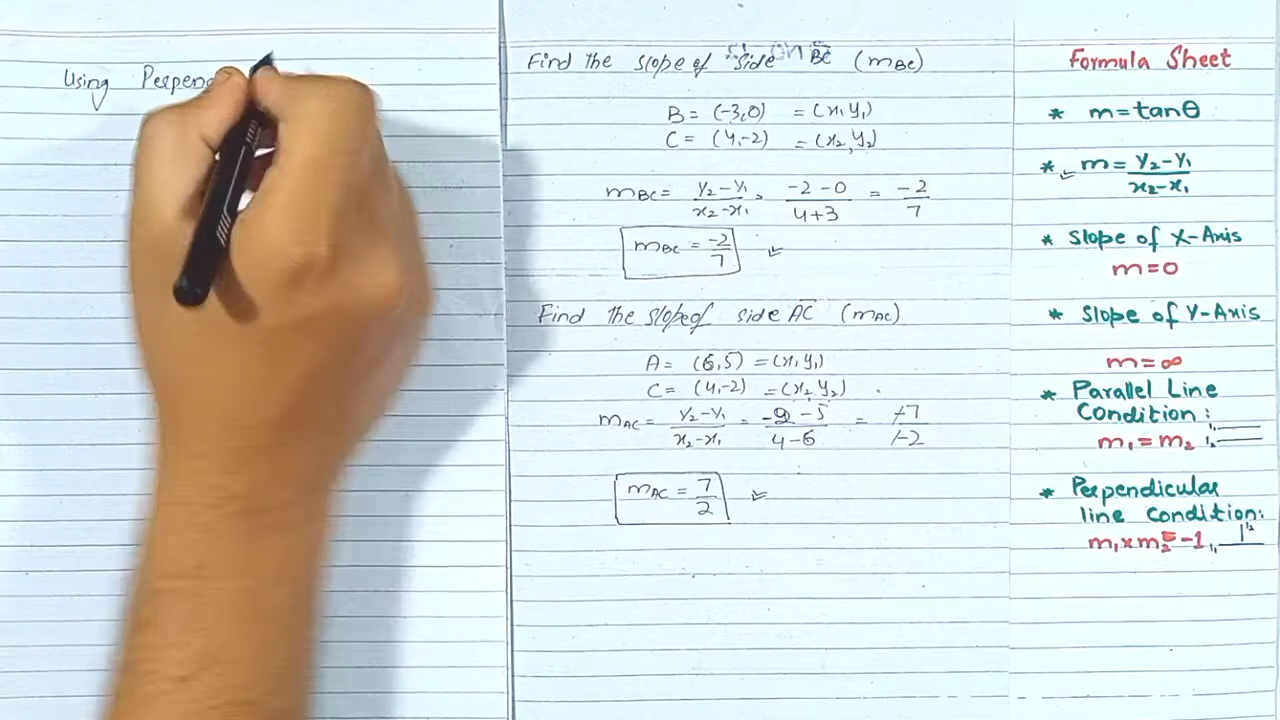 Using Perpen
Find the slope of side BC (mBC)
B = (-3,0) = (x1 y1)
C = (4,-2) = (x2, y2)
mBC = y2-y1 / x2-x1 = -2-0 / 4+3 = -2 / 7
mBC = -2 / 7
Find the slope of side AC (mAC)
A = (6,5) = (x1 y1)
C = (4,-2) = (x2 y2)
mAC = y2-y1 / x2-x1 = -2-5 / 4-6 = -7 / -2
mAC = 7 / 2
Formula Sheet
* m=tanθ
* m= y2-y1 / x2-x1
* Slope of X-Axis
m=0
* Slope of Y-Axis
m=∞
* Parallel Line
Condition:
m1=m2
* Perpendicular
line Condition:
m1×m2=-1